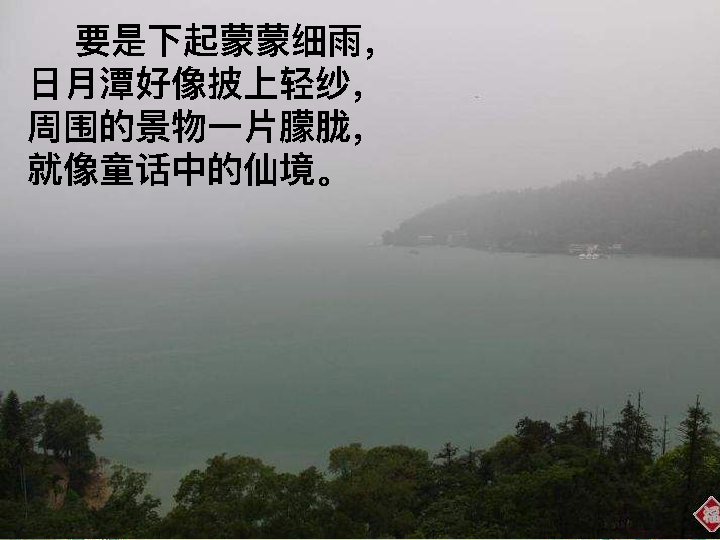 要是下起蒙蒙细雨，
日月潭好像披上轻纱，
周围的景物一片朦胧，
就像童话中的仙境。
福